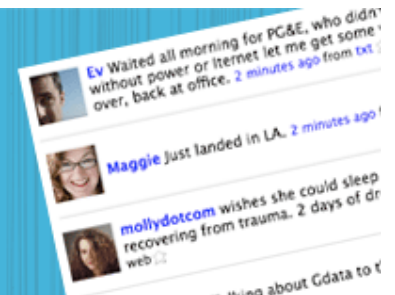 Ev Waited all morning for PG&E, who didn't
without power or Iternet let me get some
over, back at office. 2 minutes ago from txt
Maggie Just landed in LA. 2 minutes ago
mollydotcom wishes she could sleep
recovering from trauma. 2 days of
web
about Gdata to